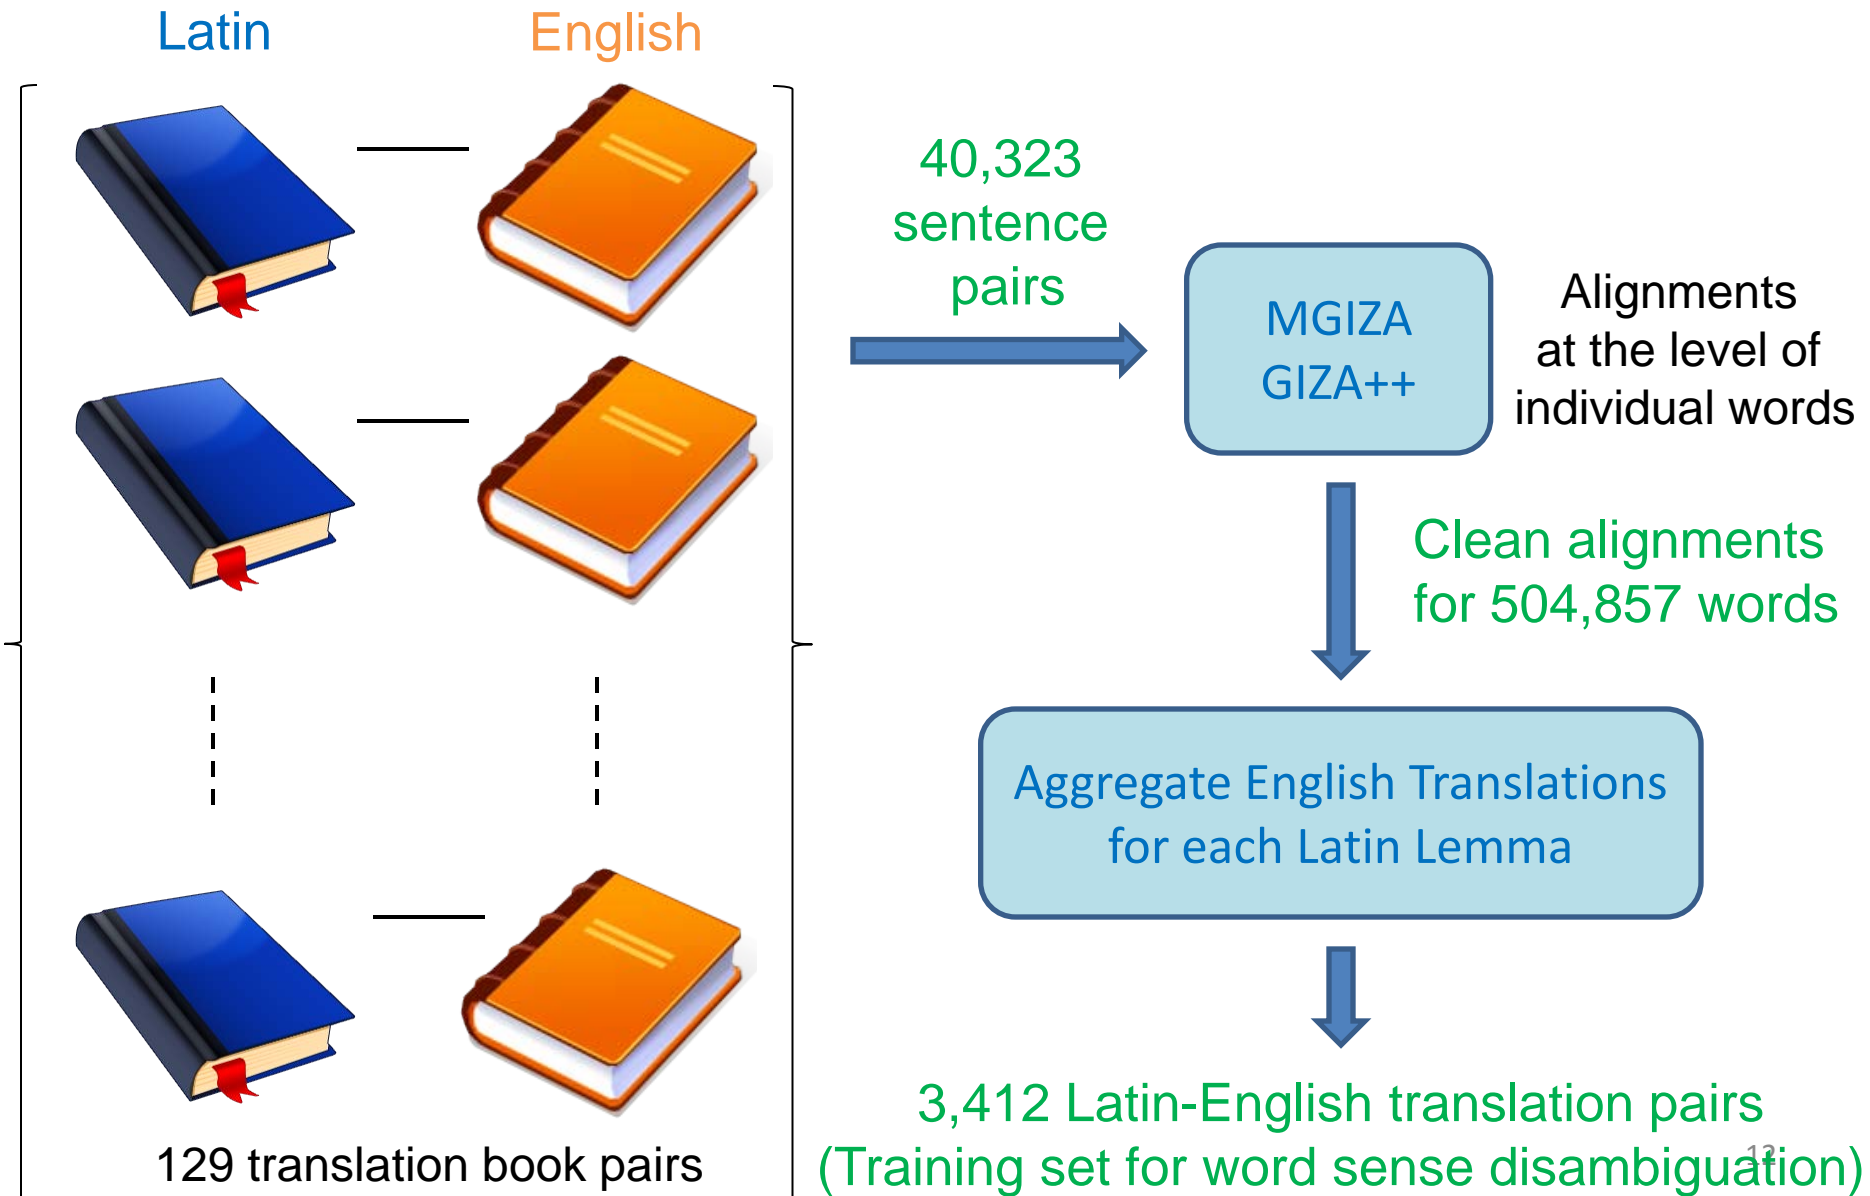 Latin
English
40,323
sentence
pairs
MGIZA
GIZA++
Alignments
at the level of
individual words
Clean alignments
for 504,857 words
Aggregate English Translations
for each Latin Lemma
3,412 Latin-English translation pairs
(Training set for word sense disambiguation)
129 translation book pairs
12